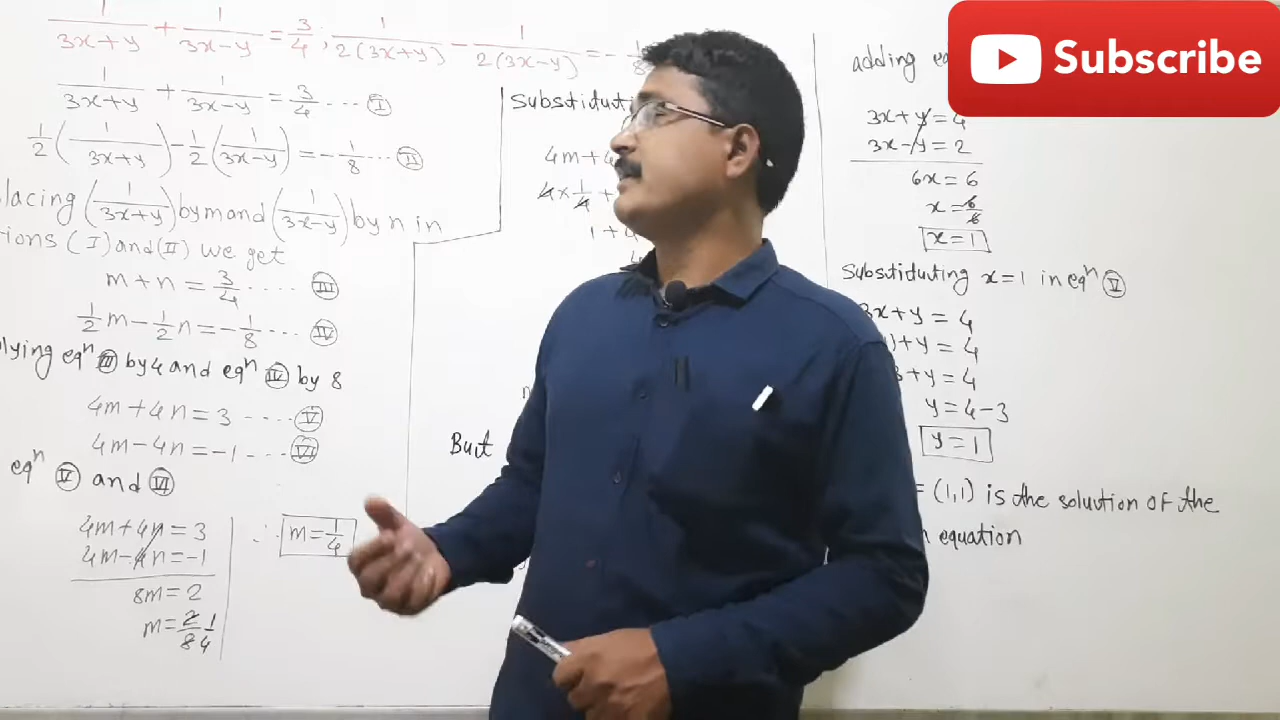 1/(3x+y) + 1/(3x-y) = 3/4 ; 1/2(3x+y) - 1/2(3x-y) = -1/8
1/(3x+y) + 1/(3x-y) = 3/4 ... (I)
1/2 (1/(3x+y)) - 1/2 (1/(3x-y)) = -1/8 ... (II)
lacing (1/(3x+y)) by m and (1/(3x-y)) by n in
tions (I) and (II) we get
m+n = 3/4 .... (III)
1/2 m - 1/2 n = -1/8 ... (IV)
lying eqn (III) by 4 and eqn (IV) by 8
4m+4n = 3 .... (V)
4m-4n = -1 ... (VI)
eqn (V) and (VI)
4m+4n = 3
4m-4n = -1
8m = 2
m = 2/8 1/4
∴ m = 1/4
Substituti
4m+4
4×1/4 +
1+4
But
adding eq
3x+y = 4
3x-y = 2
6x = 6
x = 6/6
x = 1
Substituting x=1 in eqn (V)
3x+y = 4
)+y = 4
3+y = 4
y = 4-3
y = 1
= (1,1) is the solution of the
n equation
Subscribe